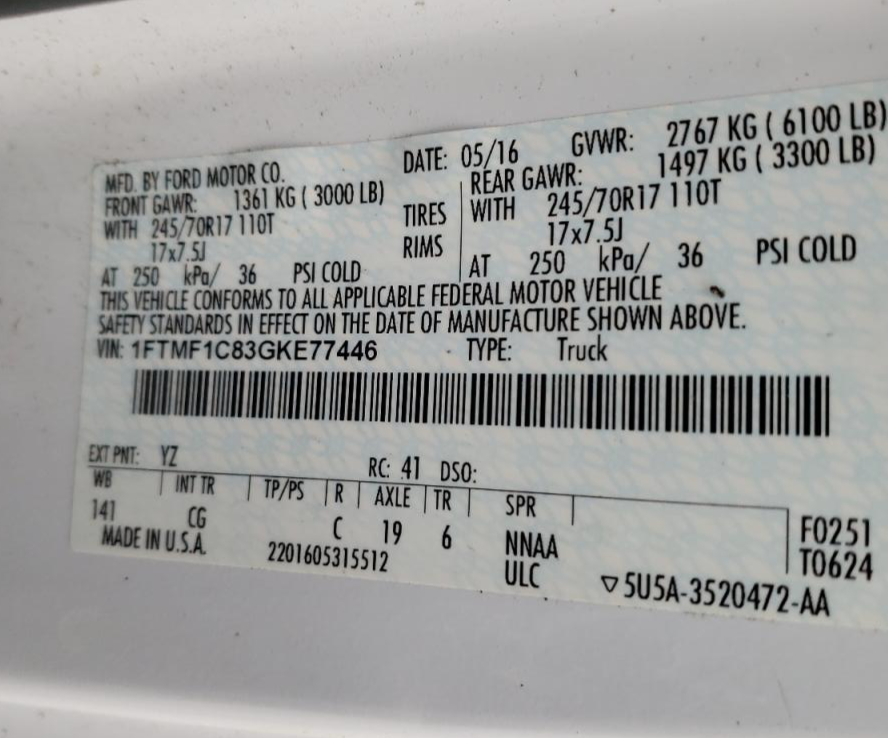 MFD. BY FORD MOTOR CO. DATE: 05/16 GVWR: 2767 KG ( 6100 LB)
FRONT GAWR: 1361 KG ( 3000 LB) REAR GAWR: 1497 KG ( 3300 LB)
WITH 245/70R17 110T TIRES WITH 245/70R17 110T
17x7.5J RIMS 17x7.5J
AT 250 kPa/ 36 PSI COLD AT 250 kPa/ 36 PSI COLD
THIS VEHICLE CONFORMS TO ALL APPLICABLE FEDERAL MOTOR VEHICLE
SAFETY STANDARDS IN EFFECT ON THE DATE OF MANUFACTURE SHOWN ABOVE.
VIN: 1FTMF1C83GKE77446 TYPE: Truck
EXT PNT: YZ RC: 41 DSO:
WB INT TR TP/PS R AXLE TR SPR
141 CG C 19 6 NNAA F0251
MADE IN U.S.A. 2201605315512 ULC T0624
▽5U5A-3520472-AA